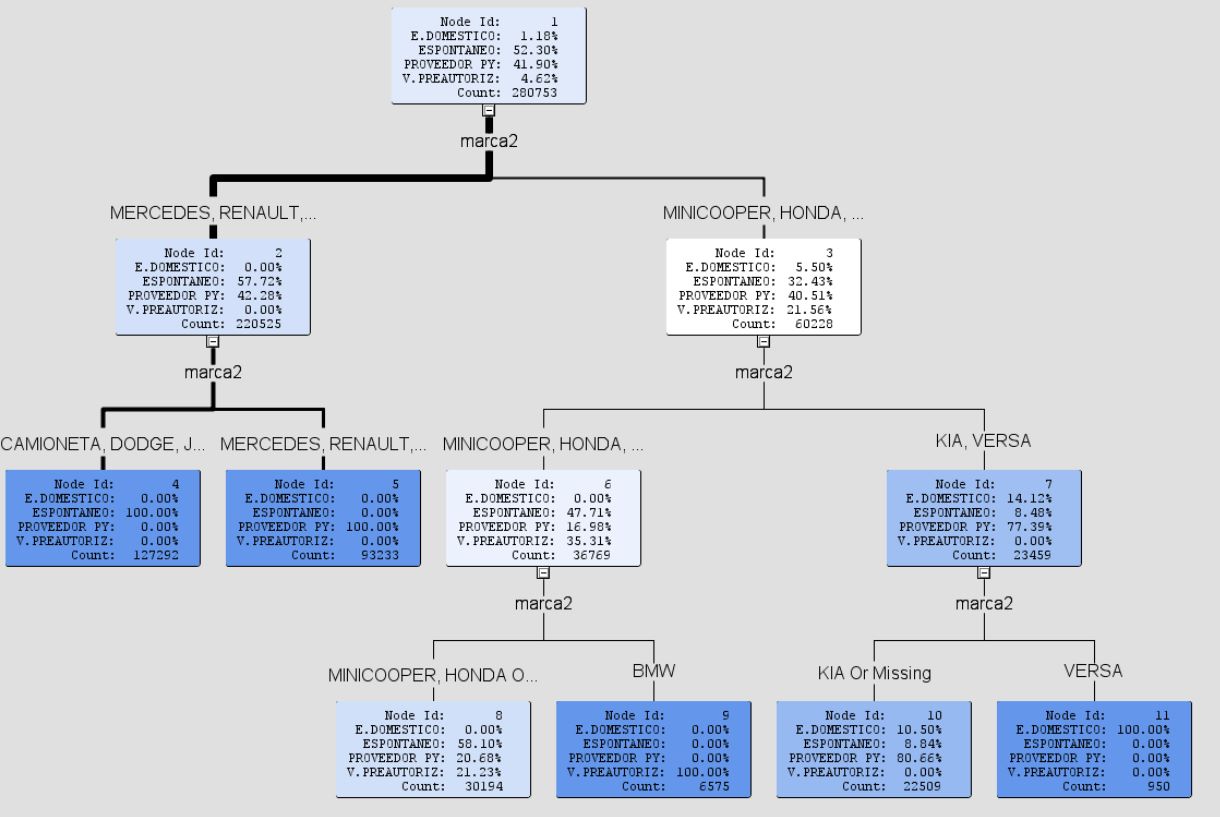 Node Id: 1
E.DOMESTICO: 1.18%
ESPONTANEO: 52.30%
PROVEEDOR PY: 41.90%
V.PREAUTORIZ: 4.62%
Count: 280753
marca2
MERCEDES, RENAULT,...
MINICOOPER, HONDA, ...
Node Id: 2
E.DOMESTICO: 0.00%
ESPONTANEO: 57.72%
PROVEEDOR PY: 42.28%
V.PREAUTORIZ: 0.00%
Count: 220525
Node Id: 3
E.DOMESTICO: 5.50%
ESPONTANEO: 32.43%
PROVEEDOR PY: 40.51%
V.PREAUTORIZ: 21.56%
Count: 60228
marca2
marca2
CAMIONETA, DODGE, J...
MERCEDES, RENAULT,...
MINICOOPER, HONDA, ...
KIA, VERSA
Node Id: 4
E.DOMESTICO: 0.00%
ESPONTANEO: 100.00%
PROVEEDOR PY: 0.00%
V.PREAUTORIZ: 0.00%
Count: 127292
Node Id: 5
E.DOMESTICO: 0.00%
ESPONTANEO: 0.00%
PROVEEDOR PY: 100.00%
V.PREAUTORIZ: 0.00%
Count: 93233
Node Id: 6
E.DOMESTICO: 0.00%
ESPONTANEO: 47.71%
PROVEEDOR PY: 16.98%
V.PREAUTORIZ: 35.31%
Count: 36769
Node Id: 7
E.DOMESTICO: 14.12%
ESPONTANEO: 8.48%
PROVEEDOR PY: 77.39%
V.PREAUTORIZ: 0.00%
Count: 23459
marca2
marca2
MINICOOPER, HONDA O...
BMW
KIA Or Missing
VERSA
Node Id: 8
E.DOMESTICO: 0.00%
ESPONTANEO: 58.10%
PROVEEDOR PY: 20.68%
V.PREAUTORIZ: 21.23%
Count: 30194
Node Id: 9
E.DOMESTICO: 0.00%
ESPONTANEO: 0.00%
PROVEEDOR PY: 0.00%
V.PREAUTORIZ: 100.00%
Count: 6575
Node Id: 10
E.DOMESTICO: 10.50%
ESPONTANEO: 8.84%
PROVEEDOR PY: 80.66%
V.PREAUTORIZ: 0.00%
Count: 22509
Node Id: 11
E.DOMESTICO: 100.00%
ESPONTANEO: 0.00%
PROVEEDOR PY: 0.00%
V.PREAUTORIZ: 0.00%
Count: 950